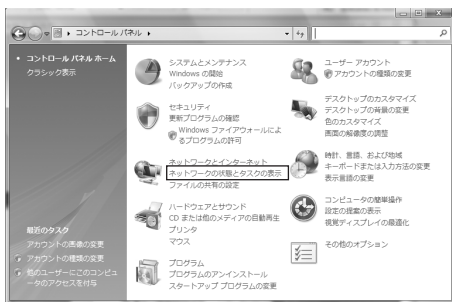 コントロール パネル
コントロール パネル ホーム
クラシック表示
システムとメンテナンス
Windows の開始
バックアップの作成
セキュリティ
更新プログラムの確認
Windows ファイアウォールによ
るプログラムの許可
ネットワークとインターネット
ネットワークの状態とタスクの表示
ファイルの共有の設定
ハードウェアとサウンド
CD または他のメディアの自動再生
プリンタ
マウス
プログラム
プログラムのアンインストール
スタートアップ プログラムの変更
ユーザー アカウント
アカウントの種類の変更
デスクトップのカスタマイズ
デスクトップの背景の変更
色のカスタマイズ
画面の解像度の調整
時計、言語、および地域
キーボードまたは入力方法の変更
表示言語の変更
コンピュータの簡単操作
設定の提案の表示
視覚ディスプレイの最適化
その他のオプション
最近のタスク
アカウントの画像の変更
アカウントの種類の変更
他のユーザーにこのコンピュ
ータのアクセスを付与